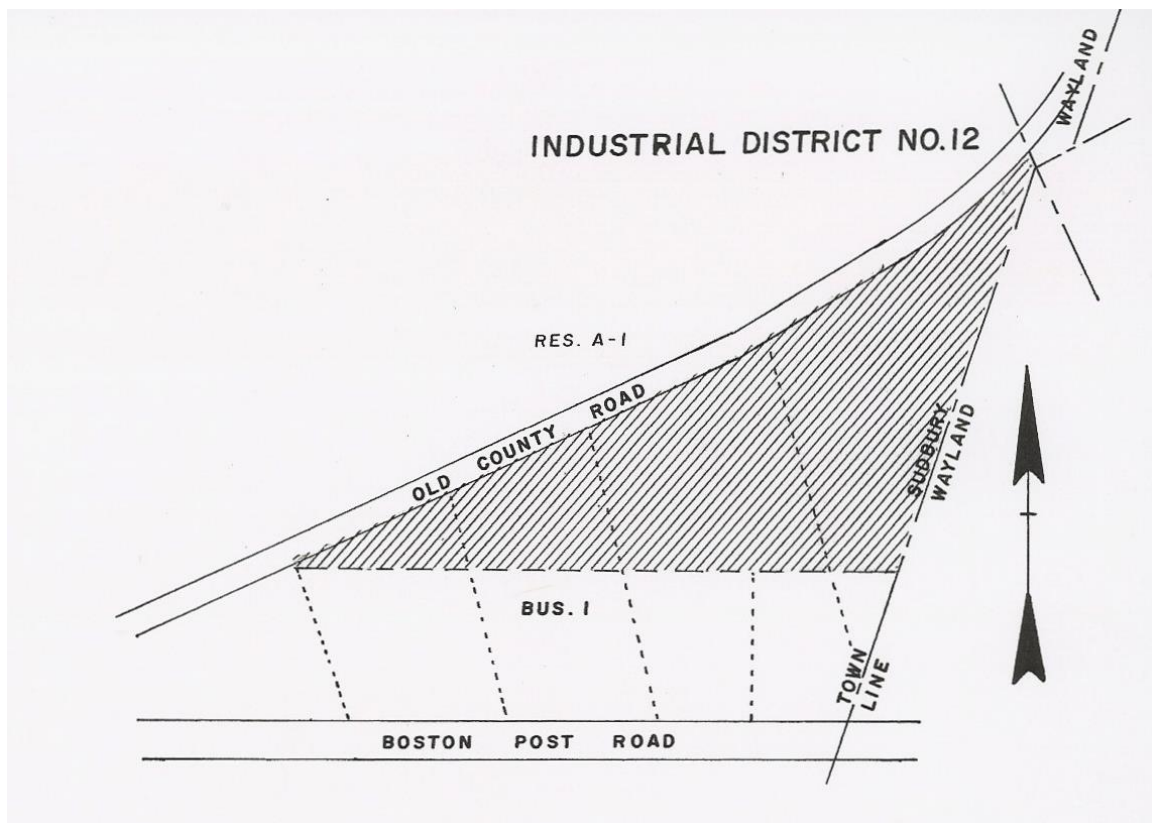 WAYLAND
INDUSTRIAL DISTRICT NO.12
RES. A-1
OLD COUNTY ROAD
SUDBURY
WAYLAND
BUS. 1
TOWN
LINE
BOSTON POST ROAD